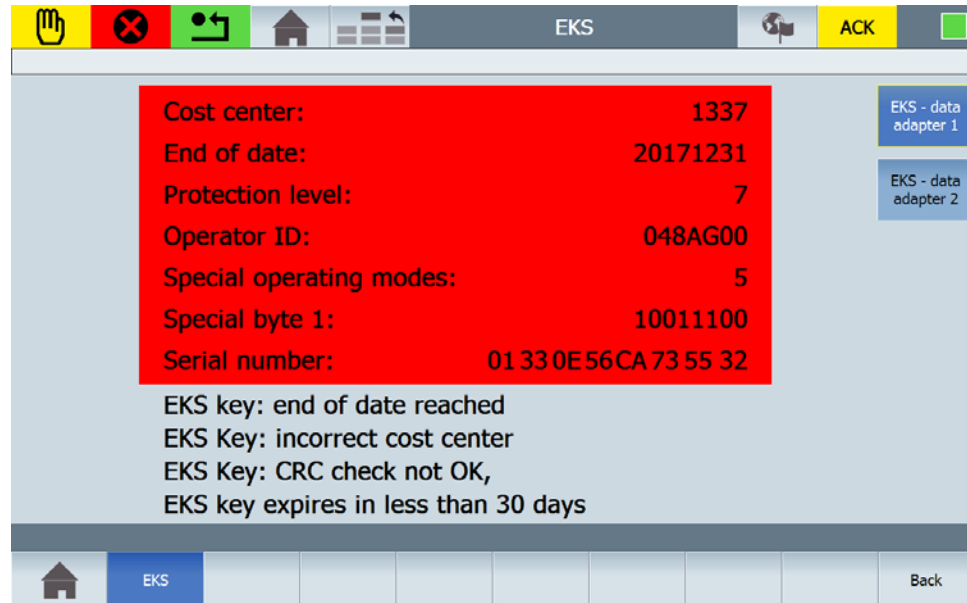 EKS
ACK
Cost center: 1337
End of date: 20171231
Protection level: 7
Operator ID: 048AG00
Special operating modes: 5
Special byte 1: 10011100
Serial number: 01 33 0E 56 CA 73 55 32
EKS - data
adapter 1
EKS - data
adapter 2
EKS key: end of date reached
EKS Key: incorrect cost center
EKS Key: CRC check not OK,
EKS key expires in less than 30 days
EKS
Back